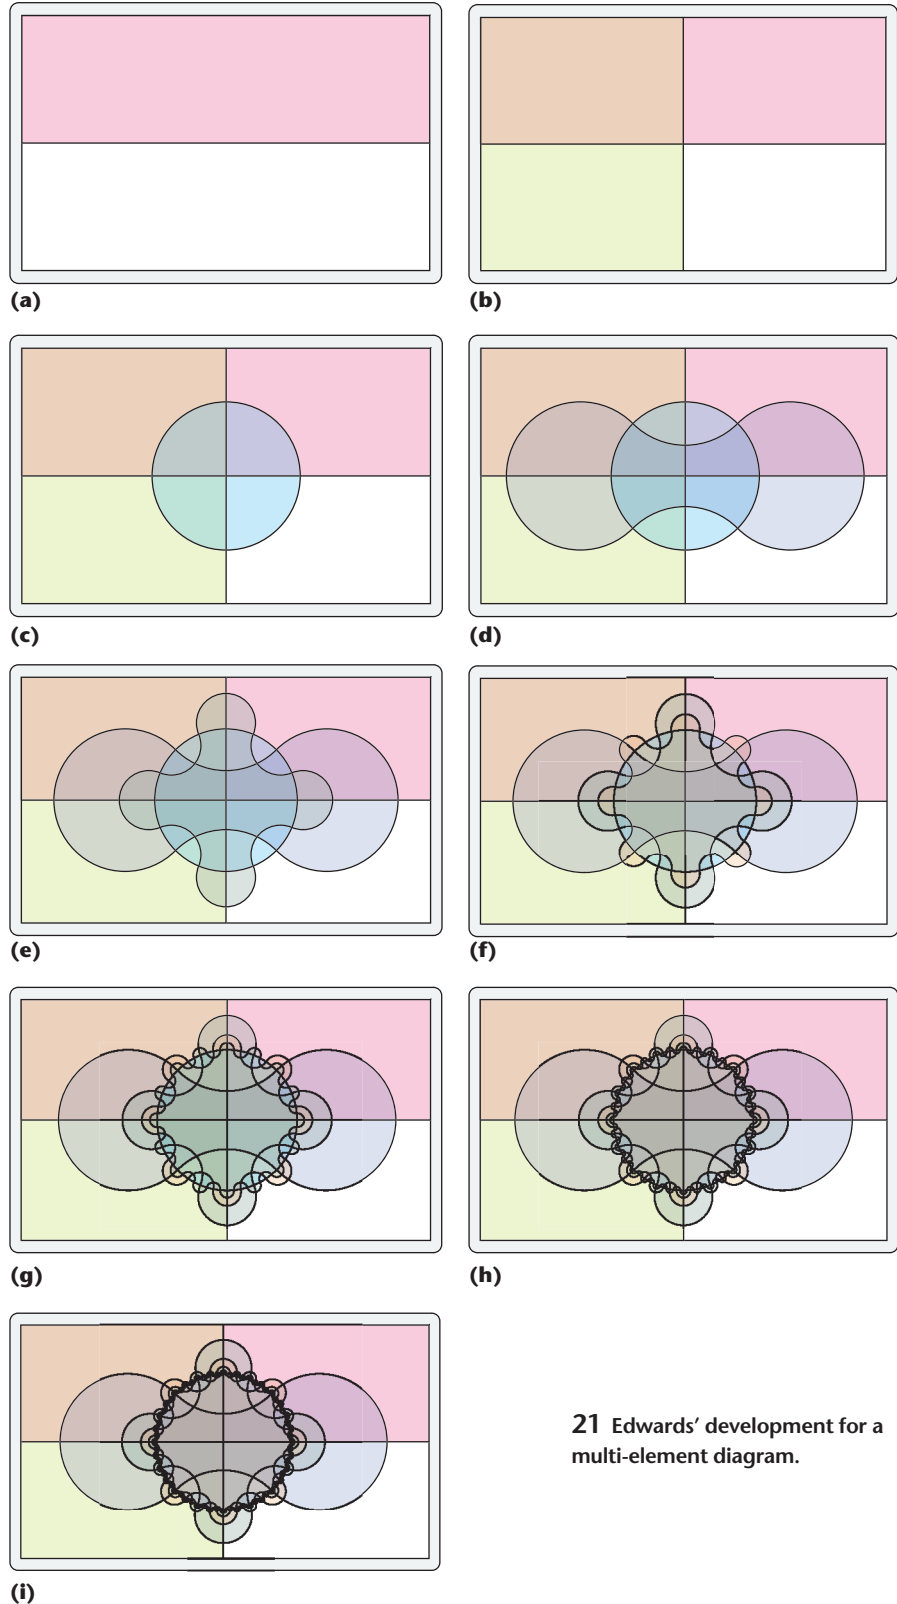 (a)
(b)
(c)
(d)
(e)
(f)
(g)
(h)
(i)
21 Edwards’ development for a
multi-element diagram.